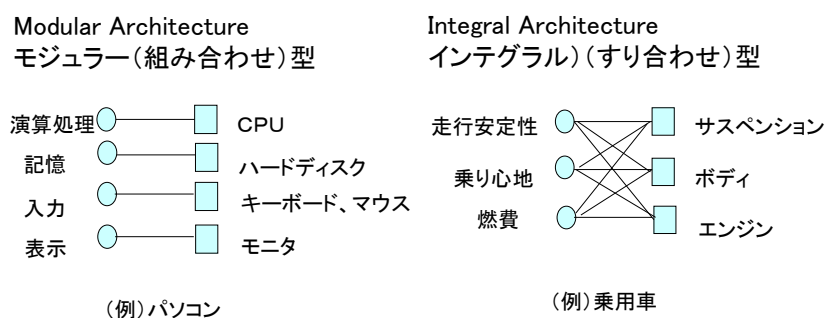 Modular Architecture
モジュラー(組み合わせ)型
演算処理
CPU
記憶
ハードディスク
入力
キーボード、マウス
表示
モニタ
(例)パソコン
Integral Architecture
インテグラル)(すり合わせ)型
走行安定性
サスペンション
乗り心地
ボディ
燃費
エンジン
(例)乗用車